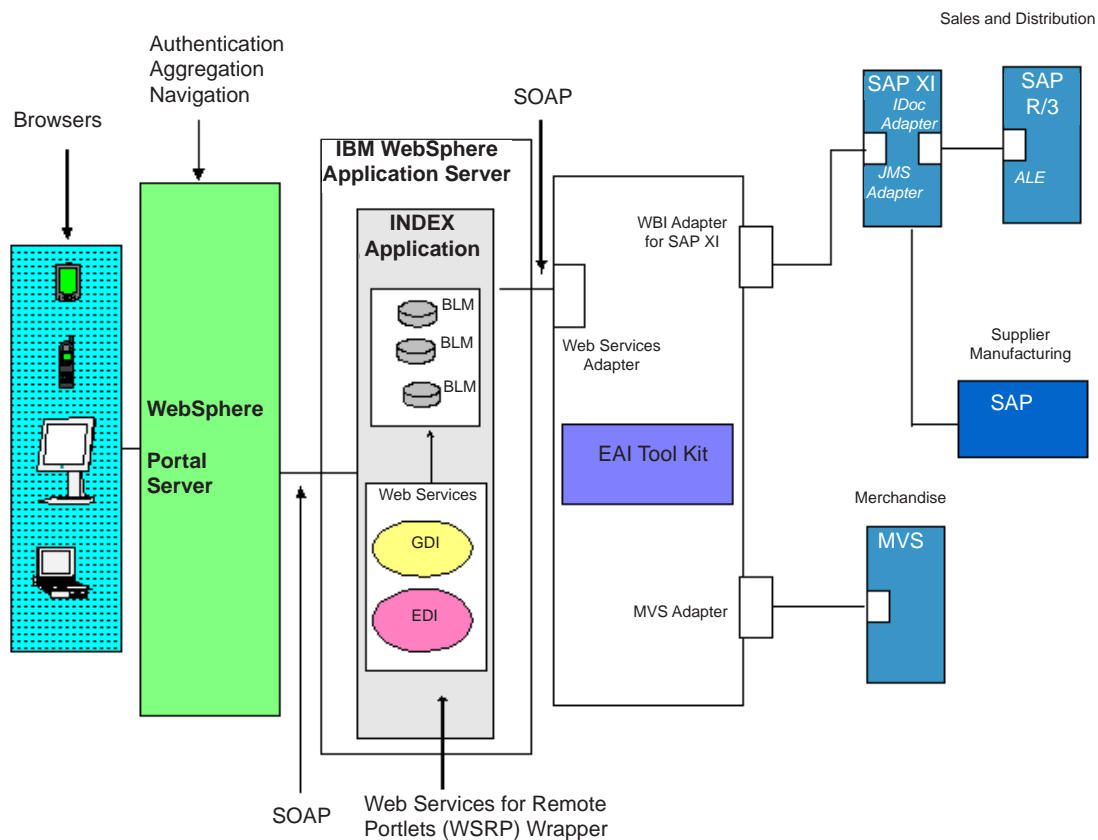 Sales and Distribution
Authentication
Aggregation
Navigation
Browsers
SOAP
SAP XI
IDoc
Adapter
JMS
Adapter
SAP
R/3
ALE
IBM WebSphere
Application Server
INDEX
Application
BLM
BLM
BLM
WBI Adapter
for SAP XI
Web Services
Adapter
Supplier
Manufacturing
SAP
WebSphere
Portal
Server
EAI Tool Kit
Web Services
GDI
EDI
Merchandise
MVS
MVS Adapter
SOAP
Web Services for Remote
Portlets (WSRP) Wrapper